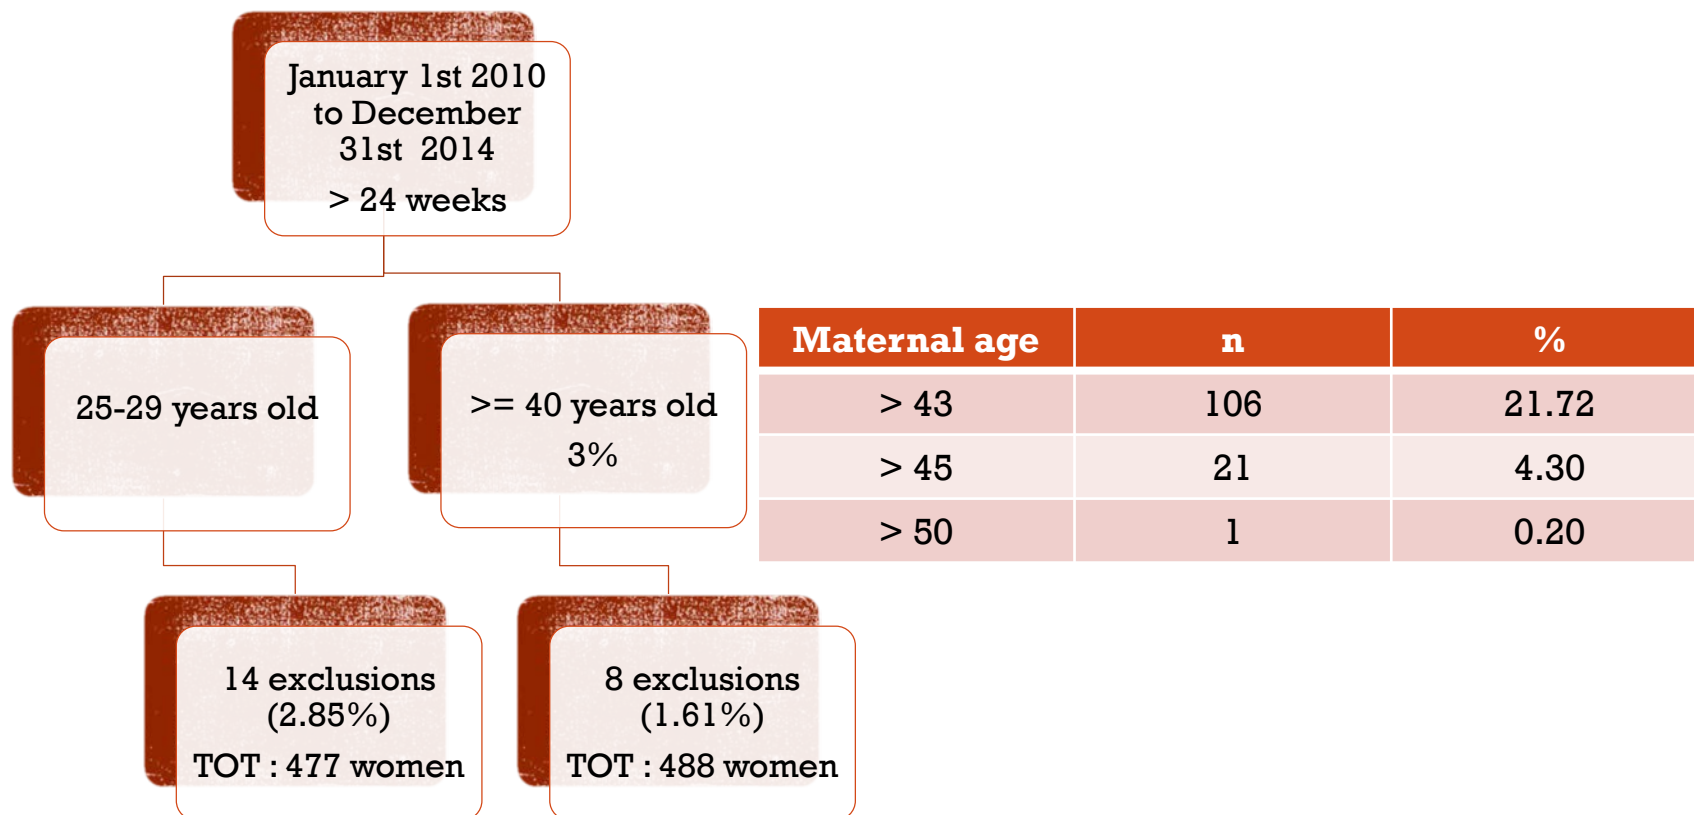 January 1st 2010
to December
31st 2014
> 24 weeks
25-29 years old
>= 40 years old
3%
14 exclusions
(2.85%)
TOT : 477 women
8 exclusions
(1.61%)
TOT : 488 women
Maternal age n %
> 43 106 21.72
> 45 21 4.30
> 50 1 0.20